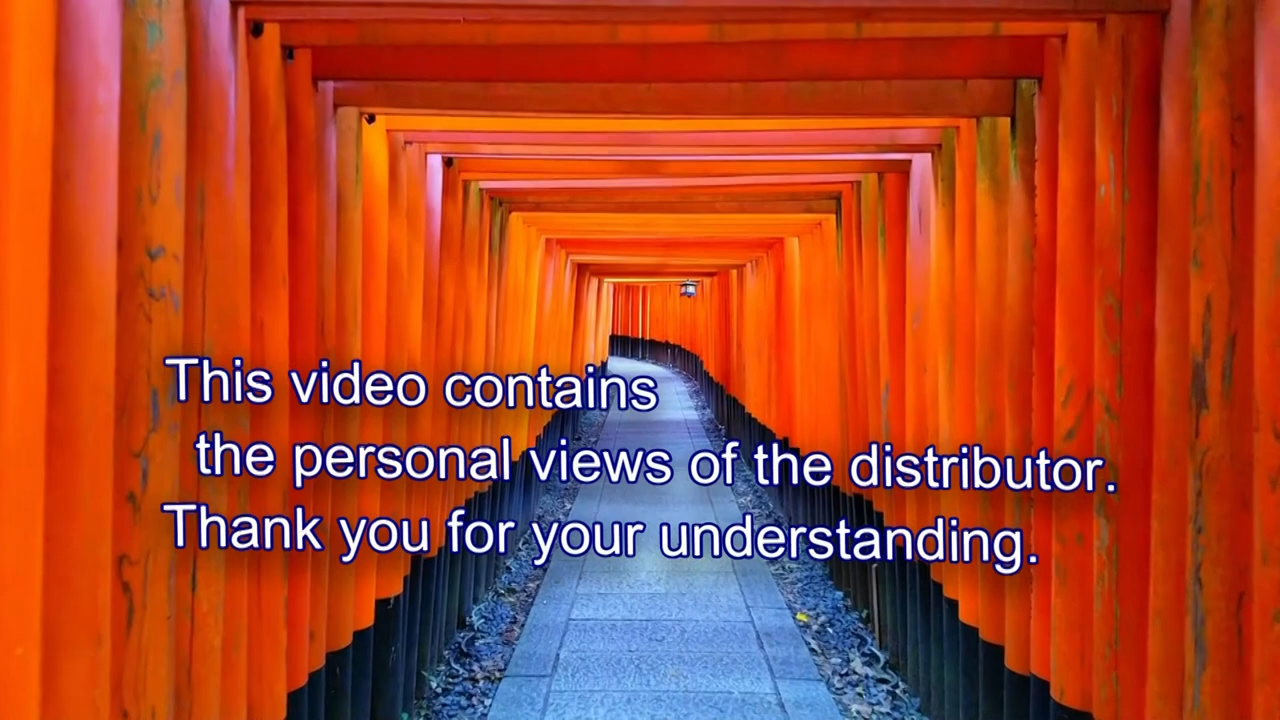 This video contains
the personal views of the distributor.
Thank you for your understanding.